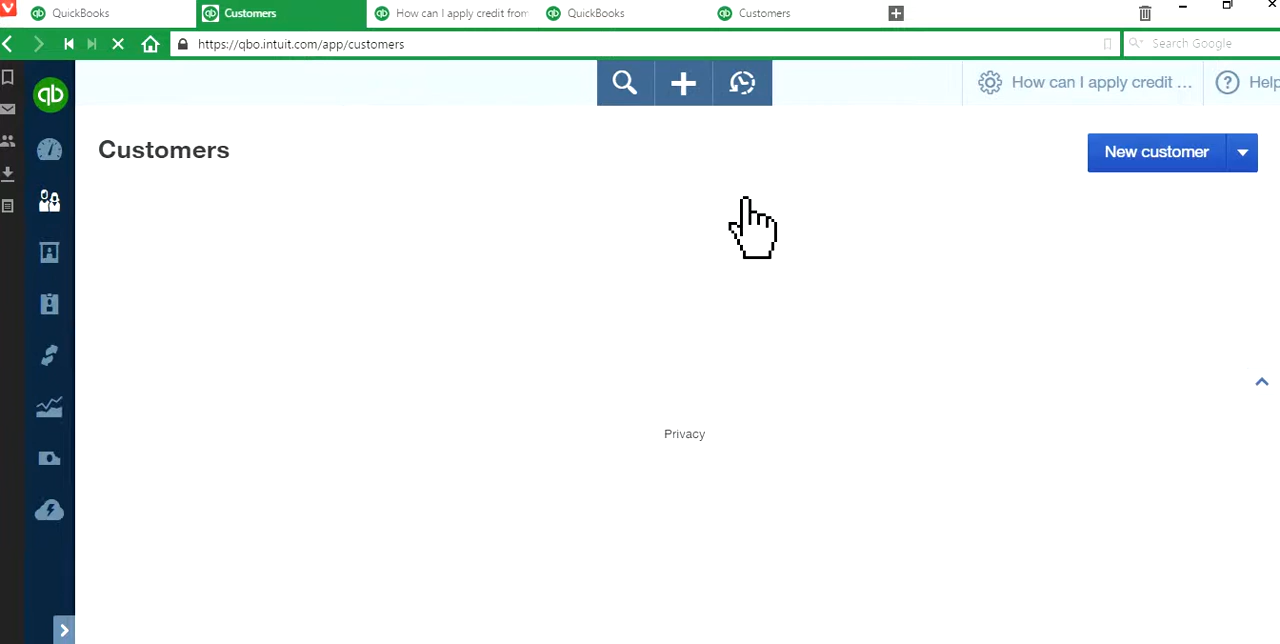 QuickBooks
Customers
How can I apply credit from
QuickBooks
Customers
https://qbo.intuit.com/app/customers
Search Google
qb
How can I apply credit ...
Help
Customers
New customer
Privacy